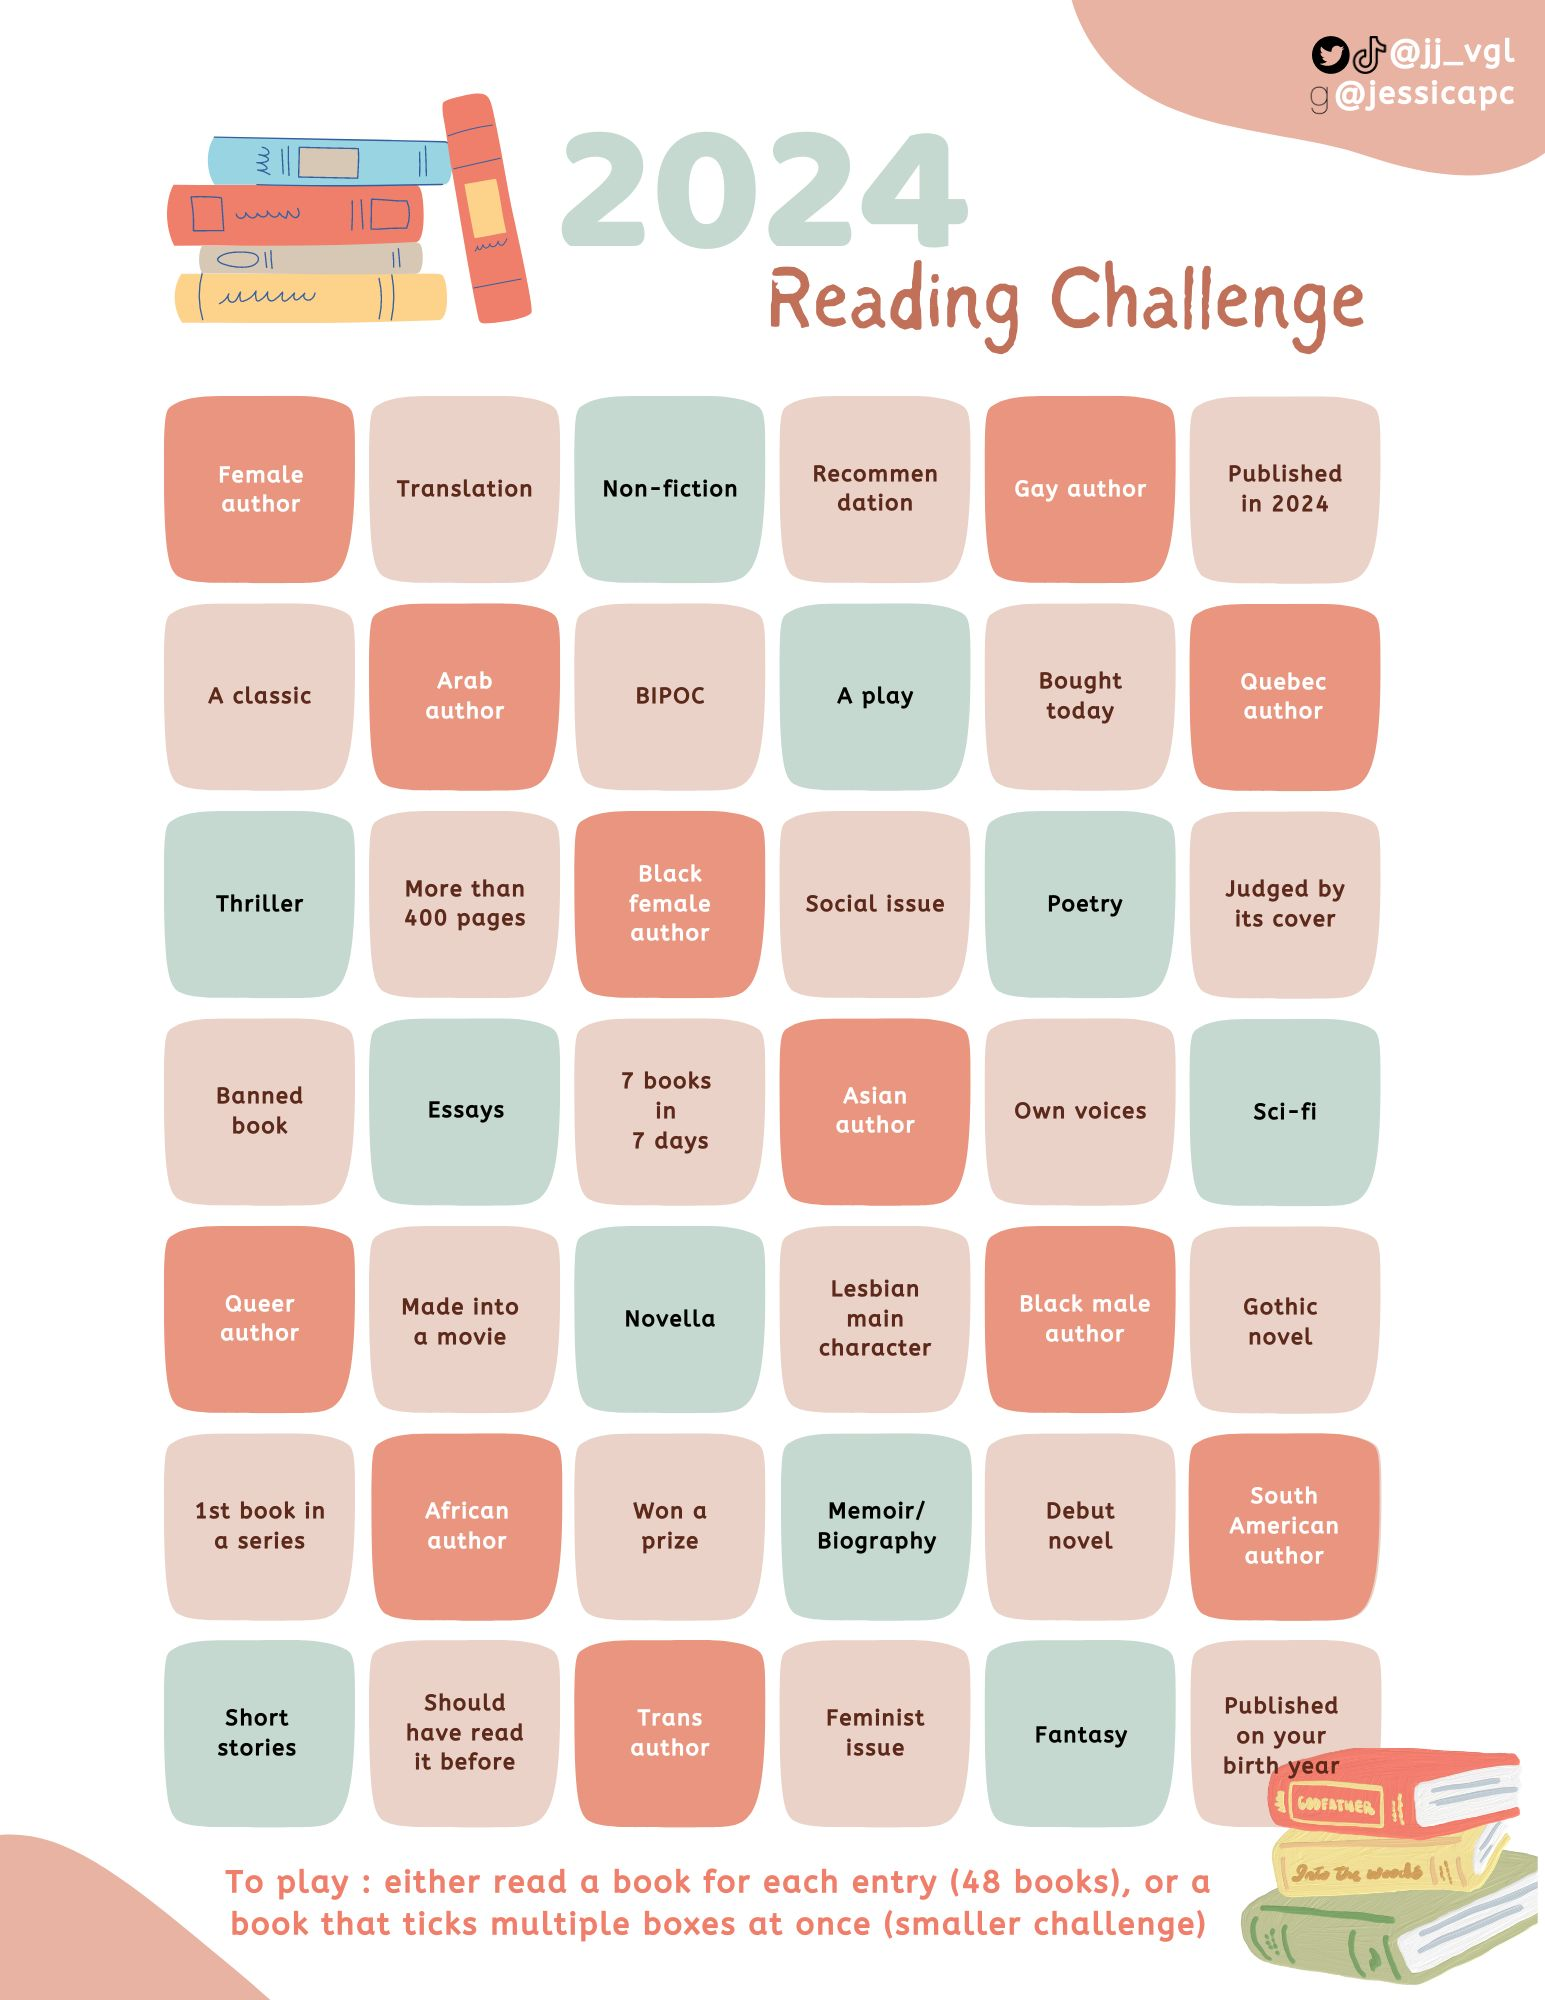 @jj_vgl
g@jessicapc
2024
Reading Challenge
Female
author
Translation
Non-fiction
Recommen
dation
Gay author
Published
in 2024
A classic
Arab
author
BIPOC
A play
Bought
today
Quebec
author
Thriller
More than
400 pages
Black
female
author
Social issue
Poetry
Judged by
its cover
Banned
book
Essays
7 books
in
7 days
Asian
author
Own voices
Sci-fi
Queer
author
Made into
a movie
Novella
Lesbian
main
character
Black male
author
Gothic
novel
1st book in
a series
African
author
Won a
prize
Memoir/
Biography
Debut
novel
South
American
author
Short
stories
Should
have read
it before
Trans
author
Feminist
issue
Fantasy
Published
on your
birth year
GODFATHER
Into the woods
To play : either read a book for each entry (48 books), or a
book that ticks multiple boxes at once (smaller challenge)